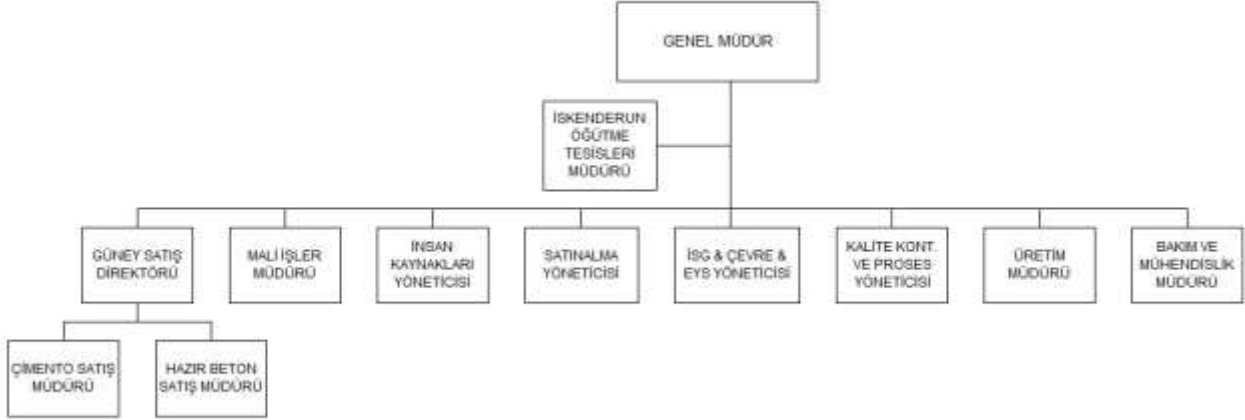 GENEL MÜDÜR
İSKENDERUN
ÖĞÜTME
TESİSLERİ
MÜDÜRÜ
GÜNEY SATIŞ
DİREKTÖRÜ
MALİ İŞLER
MÜDÜRÜ
İNSAN
KAYNAKLARI
YÖNETİCİSİ
SATINALMA
YÖNETİCİSİ
İSG & ÇEVRE &
EYS YÖNETİCİSİ
KALİTE KONT.
VE PROSES
YÖNETİCİSİ
ÜRETİM
MÜDÜRÜ
BAKIM VE
MÜHENDİSLİK
MÜDÜRÜ
ÇİMENTO SATIŞ
MÜDÜRÜ
HAZIR BETON
SATIŞ MÜDÜRÜ